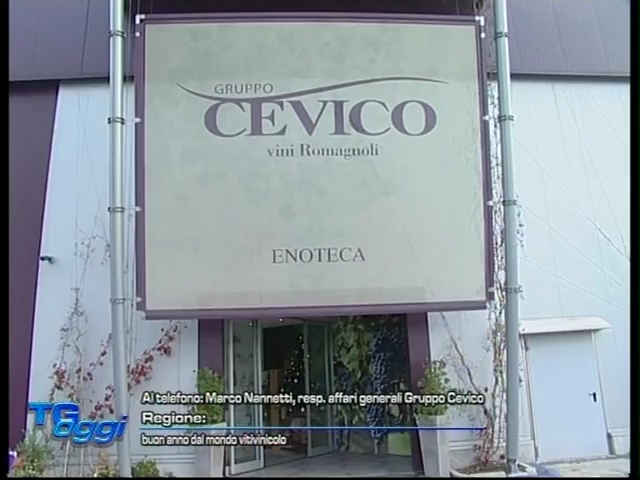 GRUPPO
CEVICO
vini Romagnoli
ENOTECA
Al telefono: Marco Nannetti, resp. affari generali Gruppo Cevico
TG oggi
Regione:
buon anno dal mondo vitivinicolo